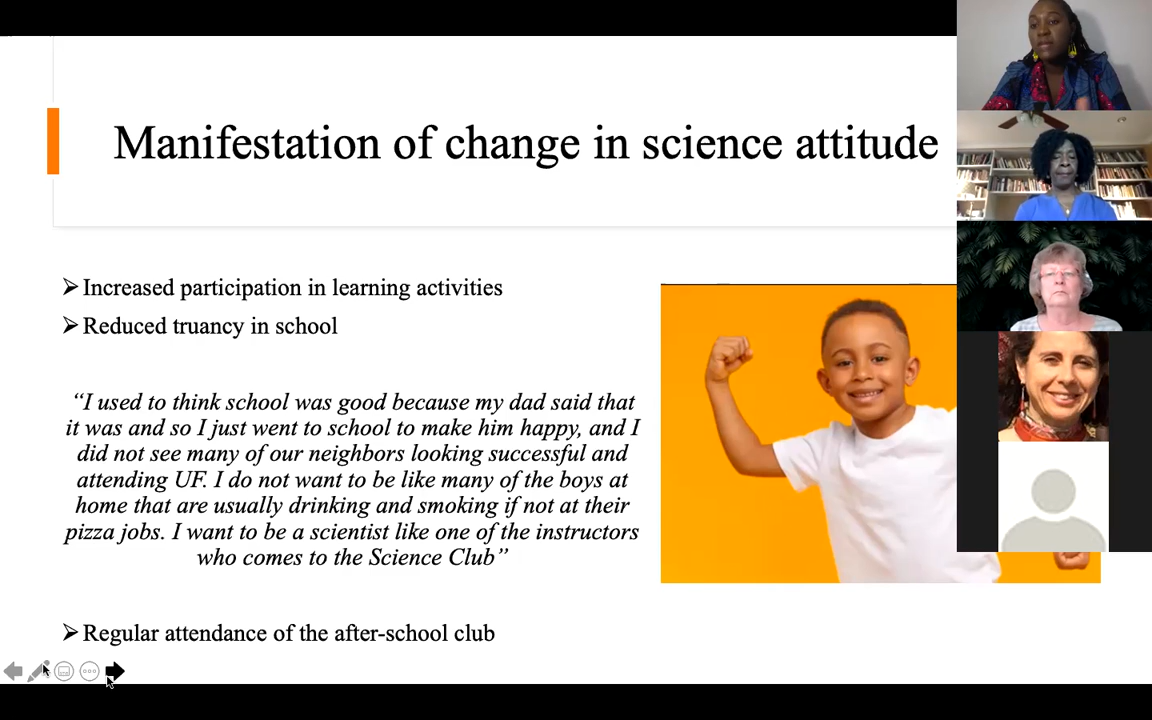 Manifestation of change in science attitude
Increased participation in learning activities
Reduced truancy in school
“I used to think school was good because my dad said that
it was and so I just went to school to make him happy, and I
did not see many of our neighbors looking successful and
attending UF. I do not want to be like many of the boys at
home that are usually drinking and smoking if not at their
pizza jobs. I want to be a scientist like one of the instructors
who comes to the Science Club”
Regular attendance of the after-school club